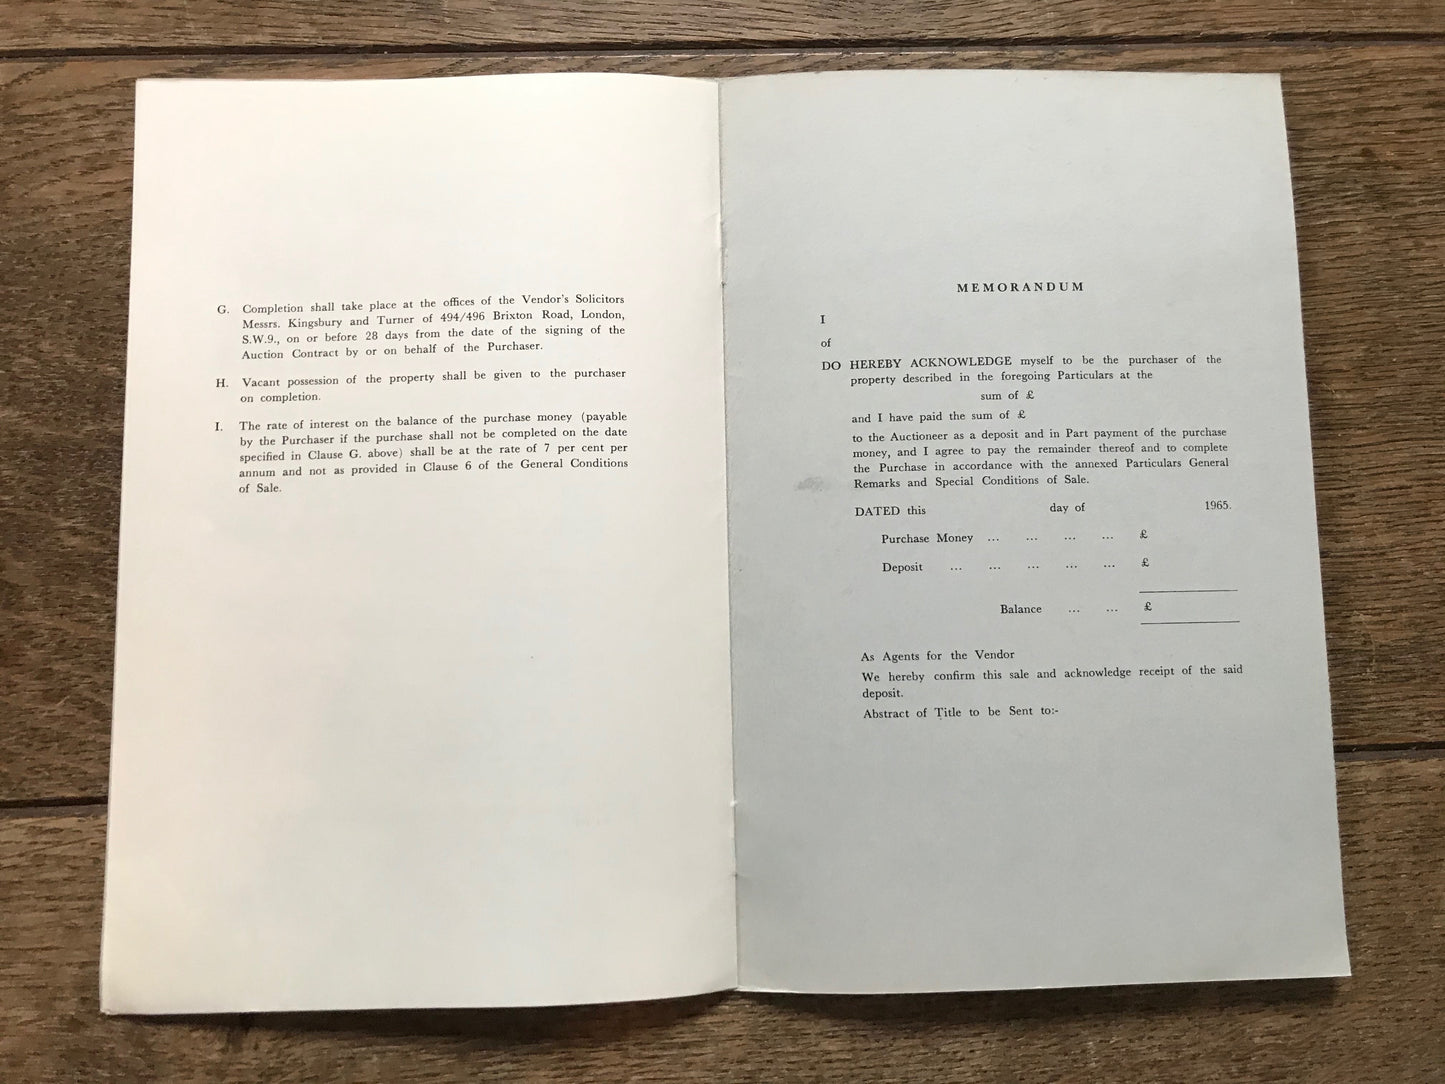 G. Completion shall take place at the offices of the Vendor's Solicitors
Messrs. Kingsbury and Turner of 494/496 Brixton Road, London,
S.W.9., on or before 28 days from the date of the signing of the
Auction Contract by or on behalf of the Purchaser.
H. Vacant possession of the property shall be given to the purchaser
on completion.
I. The rate of interest on the balance of the purchase money (payable
by the Purchaser if the purchase shall not be completed on the date
specified in Clause G. above) shall be at the rate of 7 per cent per
annum and not as provided in Clause 6 of the General Conditions
of Sale.
MEMORANDUM
I
of
DO HEREBY ACKNOWLEDGE myself to be the purchaser of the
property described in the foregoing Particulars at the
sum of £
and I have paid the sum of £
to the Auctioneer as a deposit and in Part payment of the purchase
money, and I agree to pay the remainder thereof and to complete
the Purchase in accordance with the annexed Particulars General
Remarks and Special Conditions of Sale.
DATED this day of 1965.
Purchase Money ... ... ... ... £
Deposit ... ... ... ... ... £
Balance ... ... £
As Agents for the Vendor
We hereby confirm this sale and acknowledge receipt of the said
deposit.
Abstract of Title to be Sent to:-